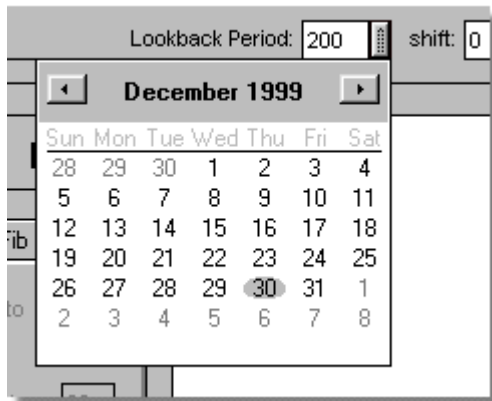 Lookback Period: 200 shift: 0
December 1999
Sun Mon Tue Wed Thu Fri Sat
28 29 30 1 2 3 4
5 6 7 8 9 10 11
12 13 14 15 16 17 18
Fib
19 20 21 22 23 24 25
26 27 28 29 30 31 1
to
2 3 4 5 6 7 8